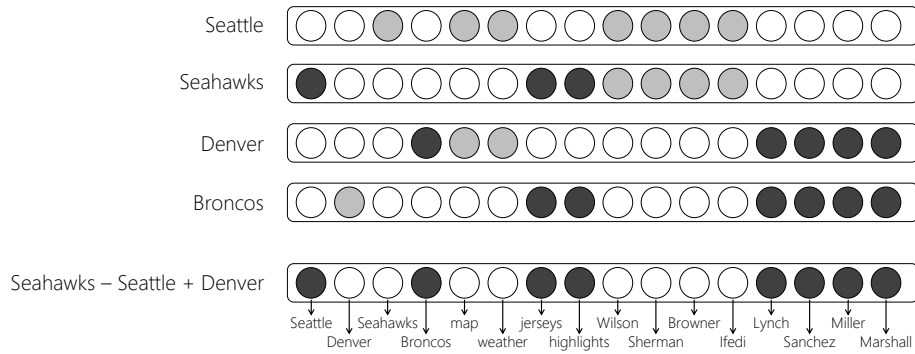 Seattle
Seahawks
Denver
Broncos
Seahawks – Seattle + Denver
Seattle Seahawks map jerseys Wilson Browner Lynch Miller
Denver Broncos weather highlights Sherman Ifedi Sanchez Marshall